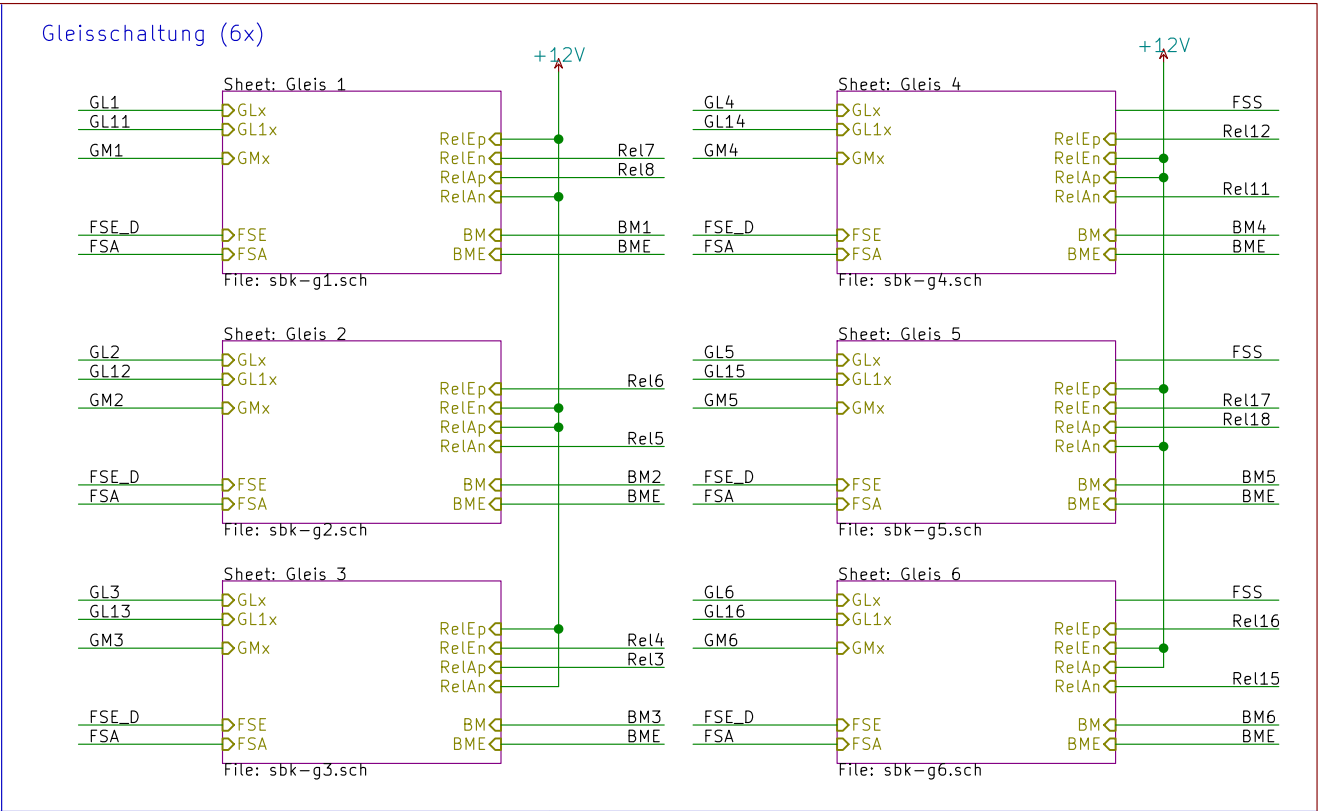 Gleisschaltung (6x)
+12V
+12V
Sheet: Gleis 1
GL1
GLx
GL11
GL1x
GM1
GMx
RelEp
RelEn
Rel7
RelAp
Rel8
RelAn
FSE_D
FSE
BM
BM1
FSA
FSA
BME
BME
File: sbk-g1.sch
Sheet: Gleis 4
GL4
GLx
FSS
GL14
GL1x
RelEp
Rel12
GM4
GMx
RelEn
RelAp
RelAn
Rel11
FSE_D
FSE
BM
BM4
FSA
FSA
BME
BME
File: sbk-g4.sch
Sheet: Gleis 2
GL2
GLx
GL12
GL1x
RelEp
Rel6
GM2
GMx
RelEn
RelAp
RelAn
Rel5
FSE_D
FSE
BM
BM2
FSA
FSA
BME
BME
File: sbk-g2.sch
Sheet: Gleis 5
GL5
GLx
FSS
GL15
GL1x
RelEp
GM5
GMx
RelEn
Rel17
RelAp
Rel18
RelAn
FSE_D
FSE
BM
BM5
FSA
FSA
BME
BME
File: sbk-g5.sch
Sheet: Gleis 3
GL3
GLx
GL13
GL1x
RelEp
GM3
GMx
RelEn
Rel4
RelAp
Rel3
RelAn
FSE_D
FSE
BM
BM3
FSA
FSA
BME
BME
File: sbk-g3.sch
Sheet: Gleis 6
GL6
GLx
FSS
GL16
GL1x
RelEp
Rel16
GM6
GMx
RelEn
RelAp
RelAn
Rel15
FSE_D
FSE
BM
BM6
FSA
FSA
BME
BME
File: sbk-g6.sch